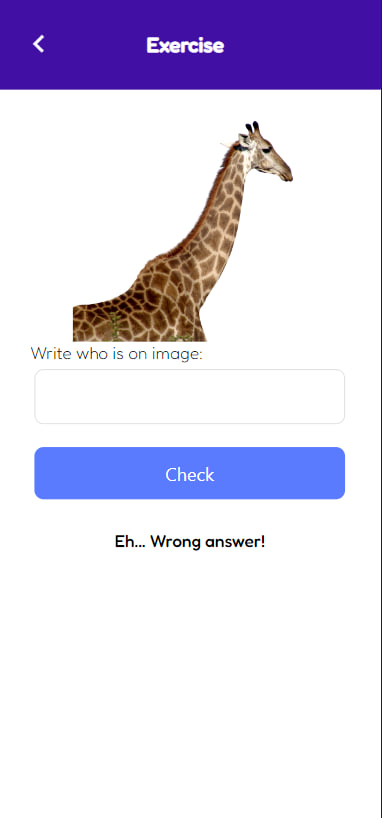 Exercise
Write who is on image:
Check
Eh... Wrong answer!